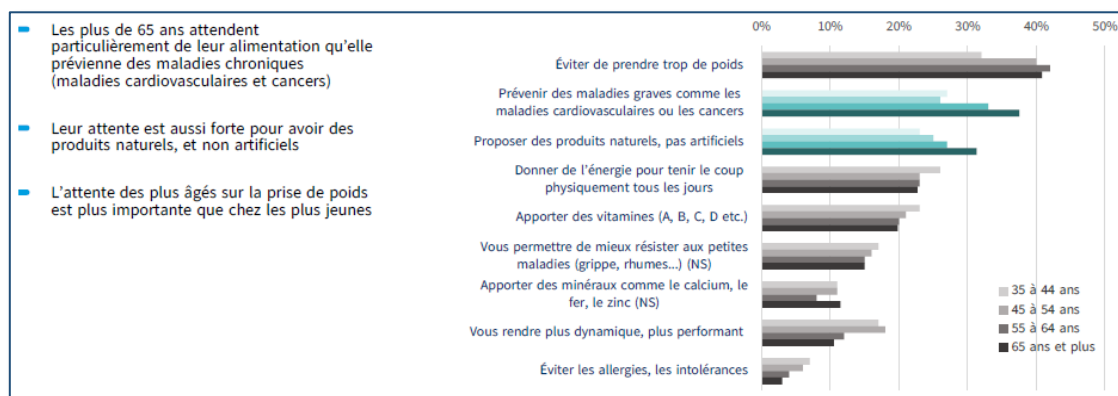 Les plus de 65 ans attendent
particulièrement de leur alimentation qu'elle
prévienne des maladies chroniques
(maladies cardiovasculaires et cancers)
Leur attente est aussi forte pour avoir des
produits naturels, et non artificiels
L'attente des plus âgés sur la prise de poids
est plus importante que chez les plus jeunes
0% 10% 20% 30% 40% 50%
Éviter de prendre trop de poids
Prévenir des maladies graves comme les
maladies cardiovasculaires ou les cancers
Proposer des produits naturels, pas artificiels
Donner de l'énergie pour tenir le coup
physiquement tous les jours
Apporter des vitamines (A, B, C, D etc.)
Vous permettre de mieux résister aux petites
maladies (grippe, rhumes...) (NS)
Apporter des minéraux comme le calcium, le
fer, le zinc (NS)
Vous rendre plus dynamique, plus performant
Éviter les allergies, les intolérances
35 à 44 ans
45 à 54 ans
55 à 64 ans
65 ans et plus